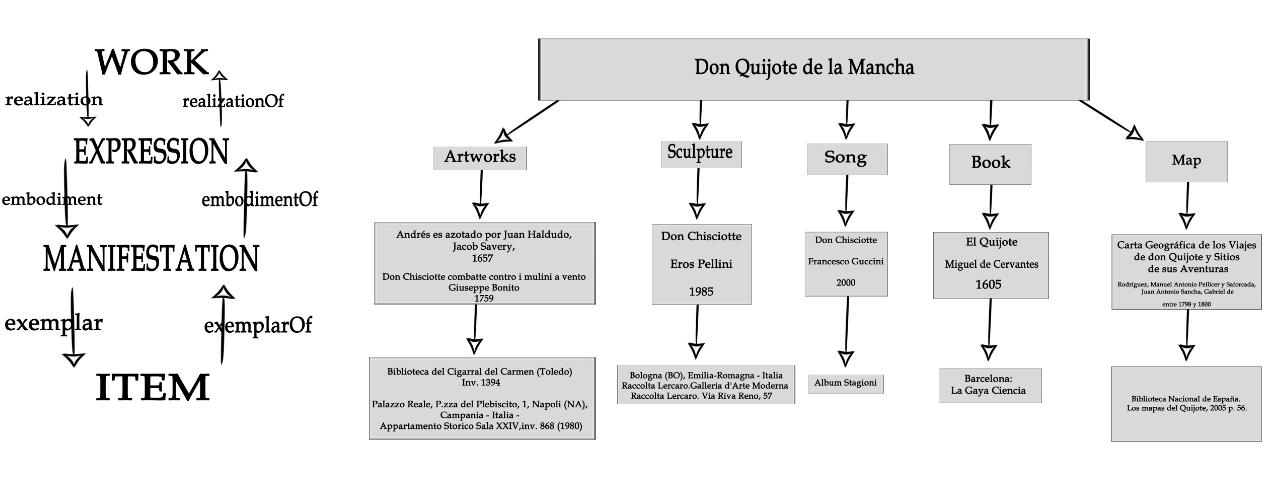 WORK
realization
realizationOf
EXPRESSION
embodiment
embodimentOf
MANIFESTATION
exemplar
exemplarOf
ITEM
Don Quijote de la Mancha
Artworks
Andrés es azotado por Juan Haldudo,
Jacob Savery,
1657
Don Chisciotte combatte contro i mulini a vento
Giuseppe Bonito
1759
Biblioteca del Cigarral del Carmen (Toledo)
Inv. 1394
Palazzo Reale, P.zza del Plebiscito, 1, Napoli (NA),
Campania - Italia -
Appartamento Storico Sala XXIV,inv. 868 (1980)
Sculpture
Don Chisciotte
Eros Pellini
1985
Bologna (BO), Emilia-Romagna - Italia
Raccolta Lercaro.Galleria d'Arte Moderna
Raccolta Lercaro. Via Riva Reno, 57
Song
Don Chisciotte
Francesco Guccini
2000
Album Stagioni
Book
El Quijote
Miguel de Cervantes
1605
Barcelona:
La Gaya Ciencia
Map
Carta Geográfica de los Viajes
de don Quijote y Sitios
de sus Aventuras
Rodríguez, Manuel Antonio Pellicer y Saforcada,
Juan Antonio Sancha, Gabriel de
entre 1798 y 1800
Biblioteca Nacional de España.
Los mapas del Quijote, 2005 p. 56.